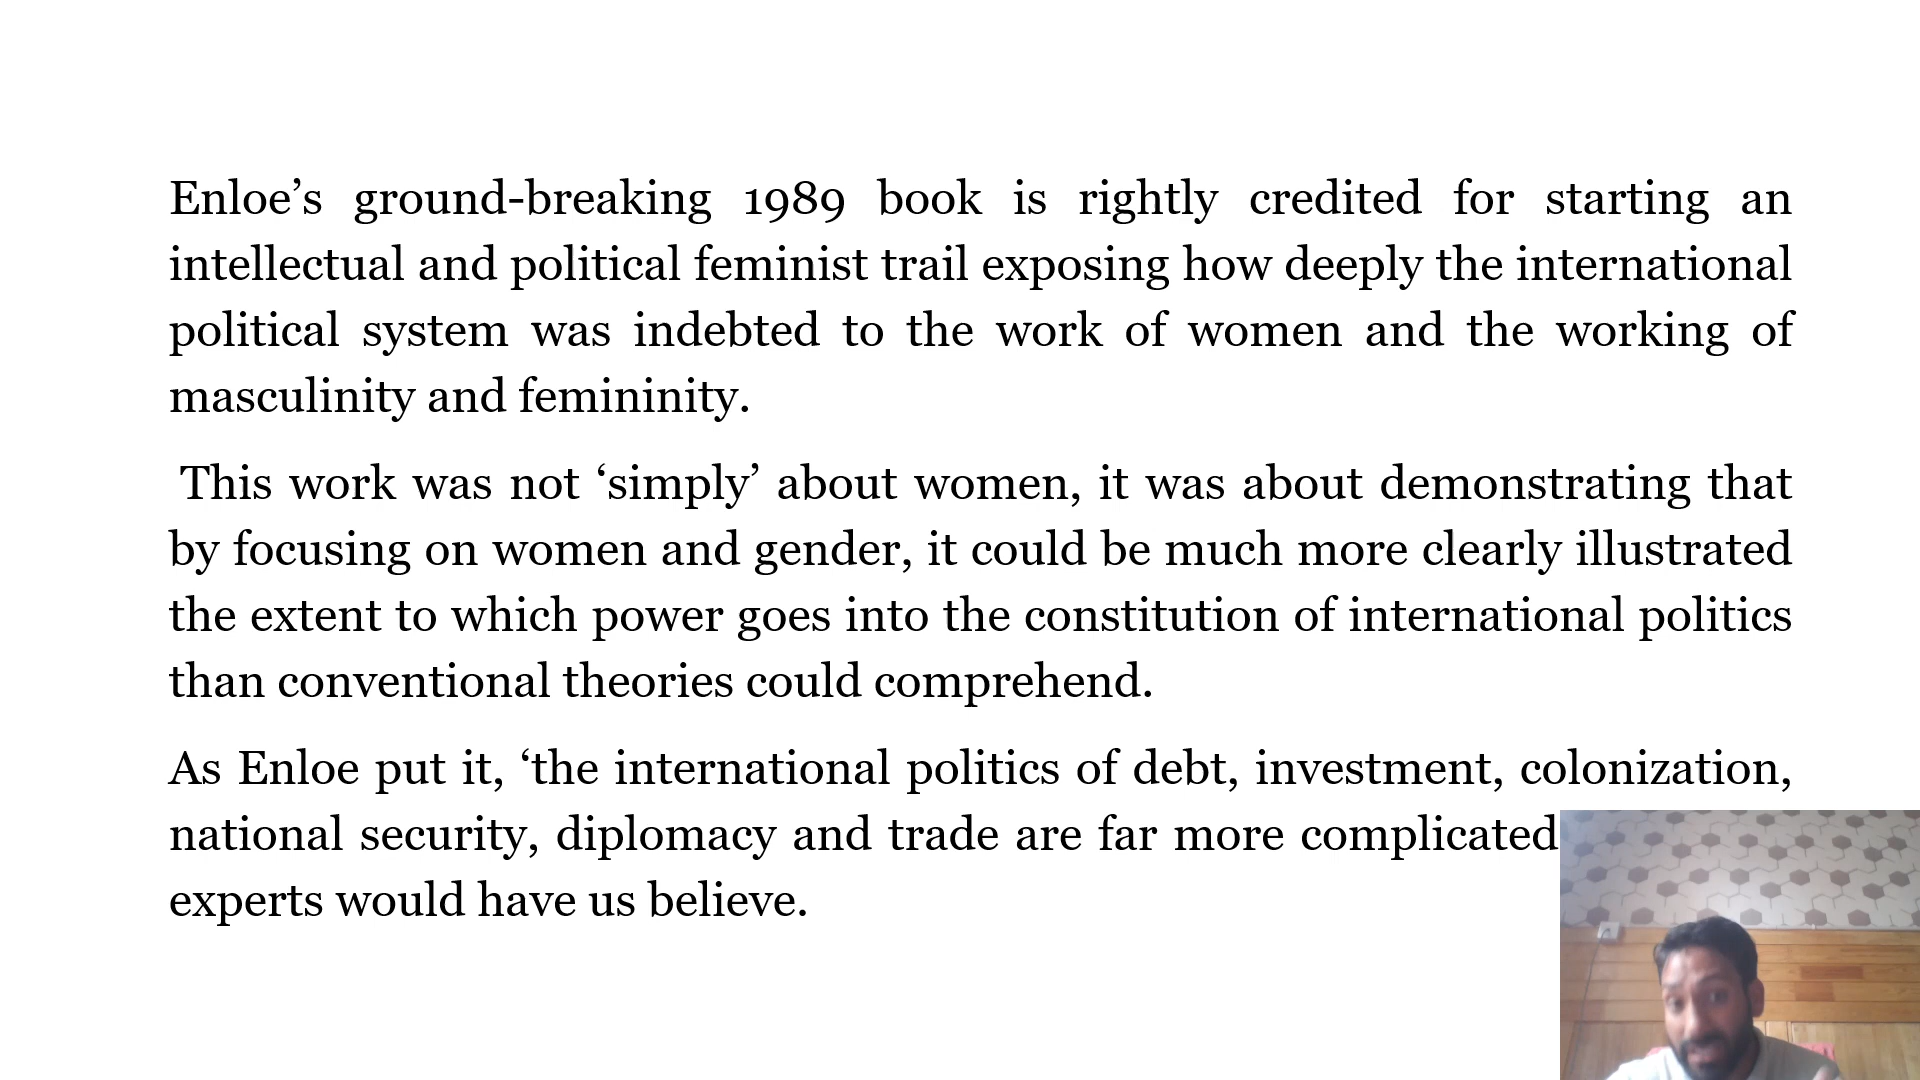 Enloe’s ground-breaking 1989 book is rightly credited for starting an
intellectual and political feminist trail exposing how deeply the international
political system was indebted to the work of women and the working of
masculinity and femininity.
This work was not ‘simply’ about women, it was about demonstrating that
by focusing on women and gender, it could be much more clearly illustrated
the extent to which power goes into the constitution of international politics
than conventional theories could comprehend.
As Enloe put it, ‘the international politics of debt, investment, colonization,
national security, diplomacy and trade are far more complicated
experts would have us believe.